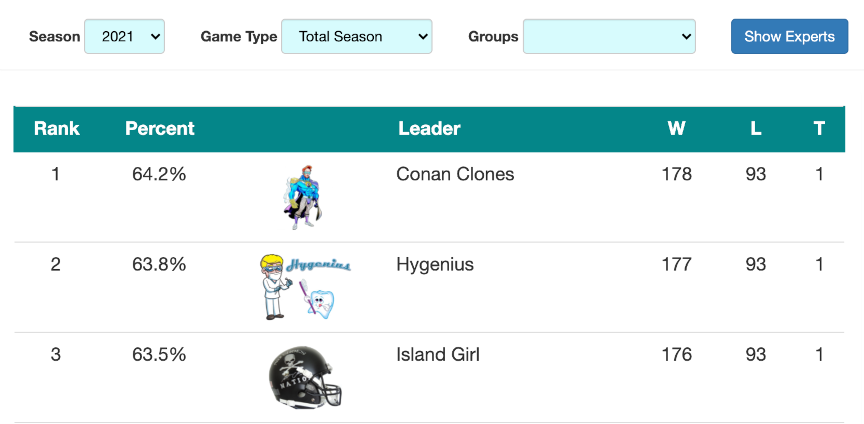 Season 2021 Game Type Total Season Groups Show Experts
Rank Percent Leader W L T
1 64.2% Conan Clones 178 93 1
2 63.8% Hygenius Hygenius 177 93 1
3 63.5% NATION Island Girl 176 93 1